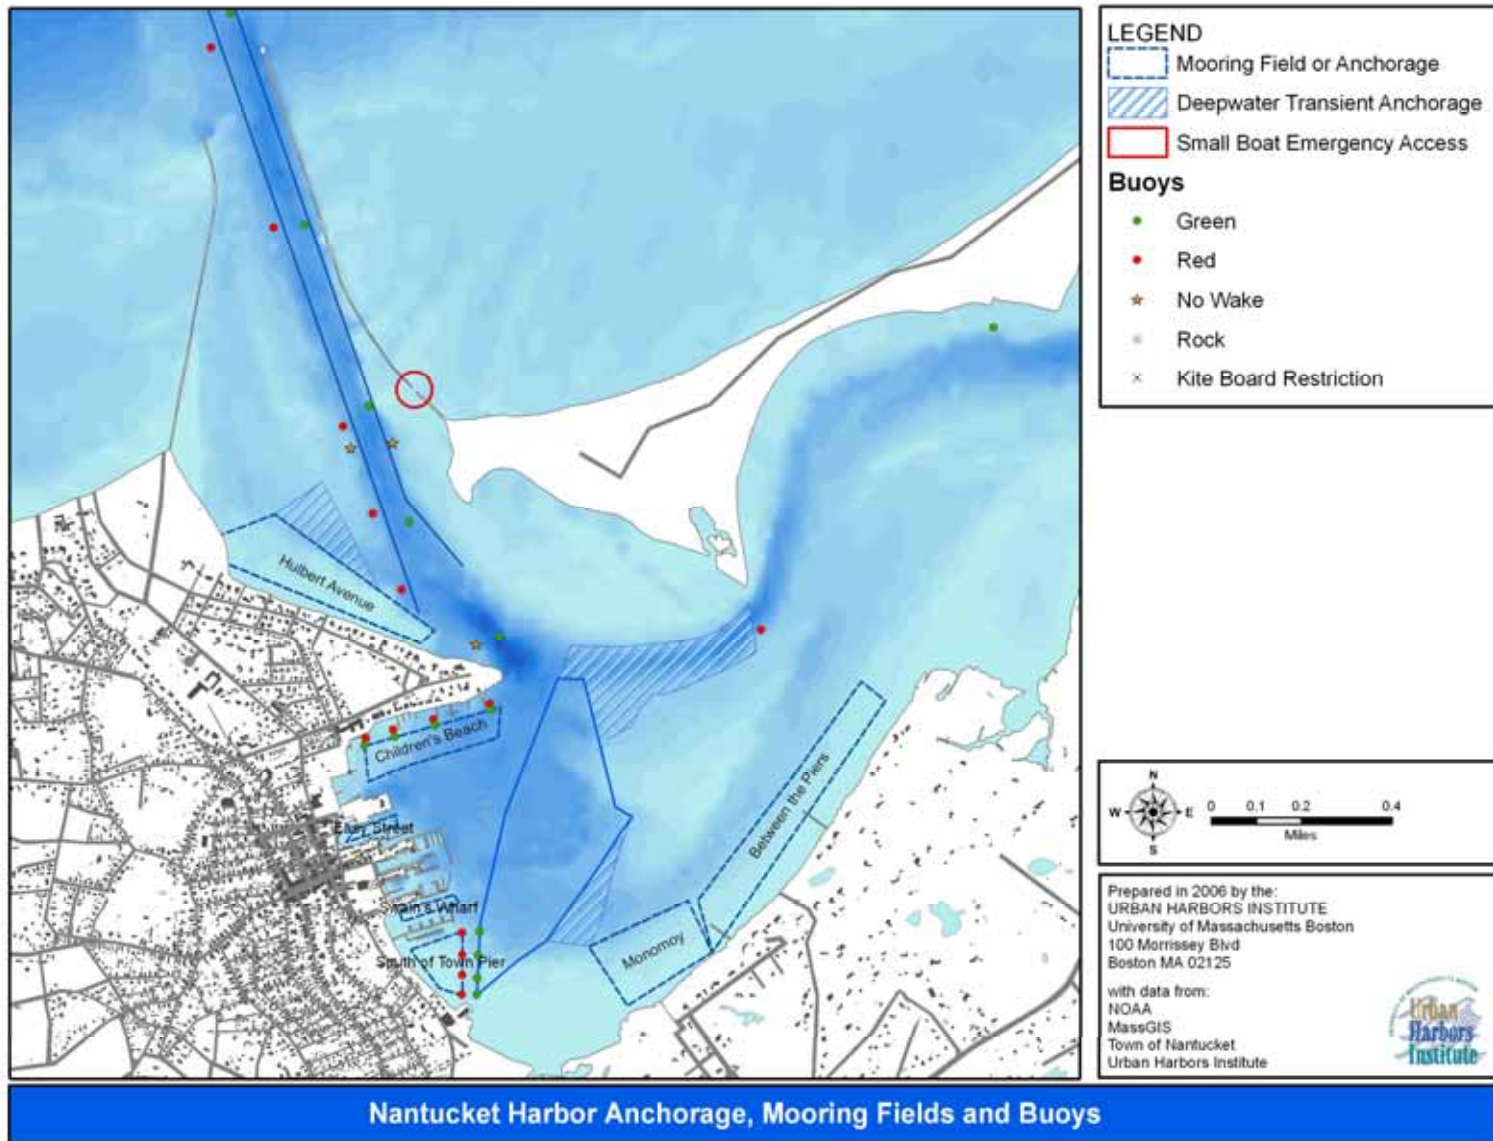 LEGEND
Mooring Field or Anchorage
Deepwater Transient Anchorage
Small Boat Emergency Access
Buoys
Green
Red
No Wake
Rock
Kite Board Restriction
Hulbert Avenue
Children's Beach
Easy Street
Swain's Wharf
South of Town Pier
Between the Piers
Monomoy
N
W E
S
0 0.1 0.2 0.4
Miles
Prepared in 2006 by the:
URBAN HARBORS INSTITUTE
University of Massachusetts Boston
100 Morrissey Blvd
Boston MA 02125
with data from:
NOAA
MassGIS
Town of Nantucket
Urban Harbors Institute
Urban
Harbors
Institute
Nantucket Harbor Anchorage, Mooring Fields and Buoys